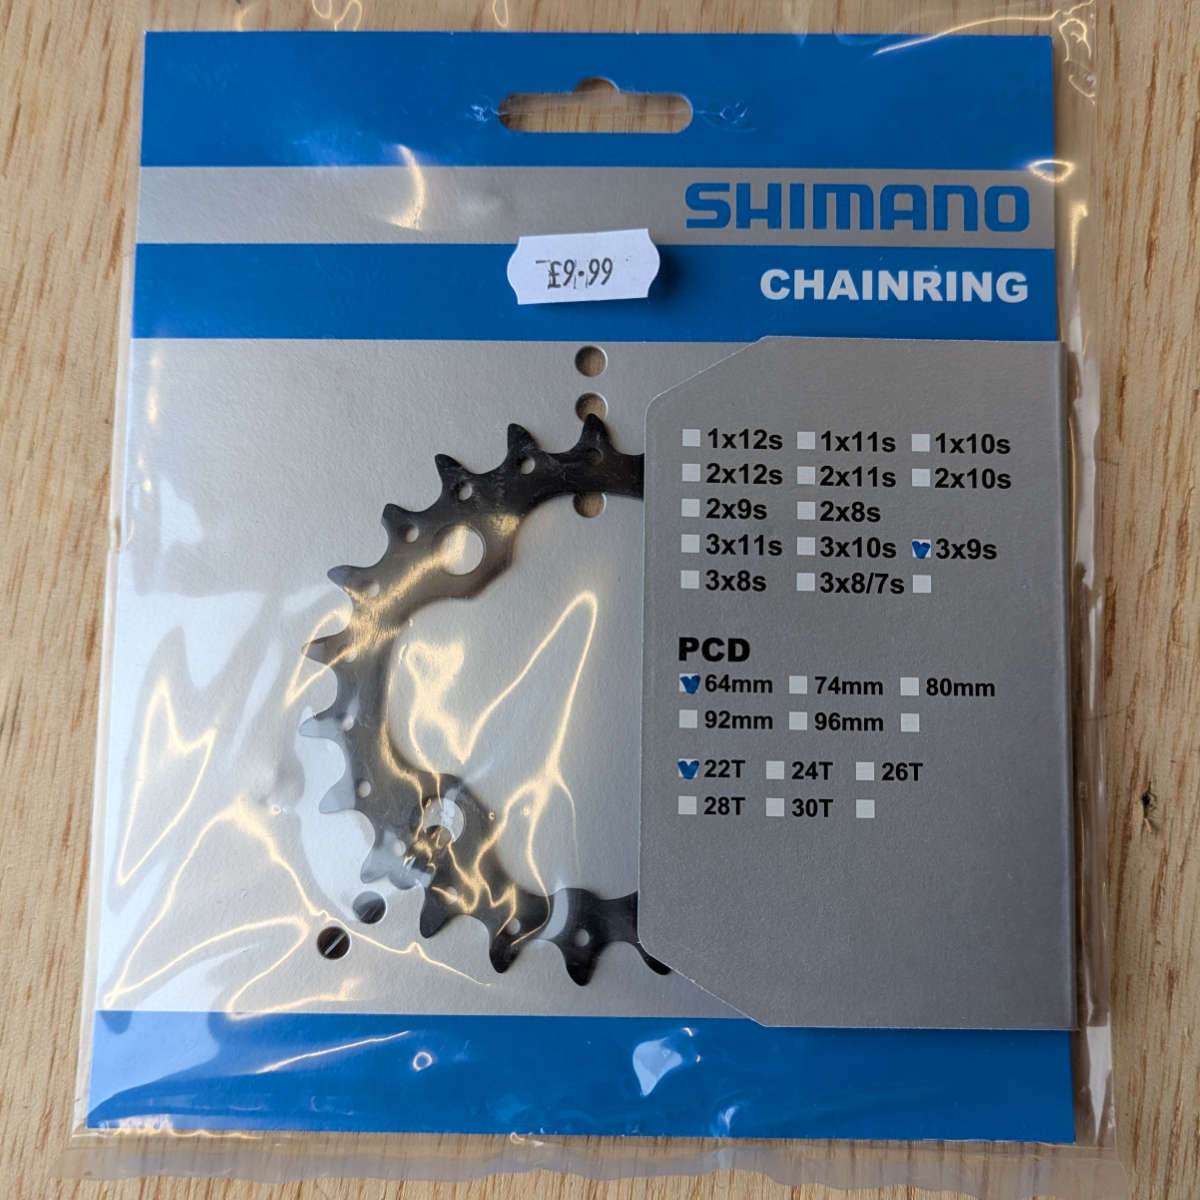 SHIMANO
£9.99
CHAINRING
1x12s 1x11s 1x10s
2x12s 2x11s 2x10s
2x9s 2x8s
3x11s 3x10s 3x9s
3x8s 3x8/7s
PCD
64mm 74mm 80mm
92mm 96mm
22T 24T 26T
28T 30T